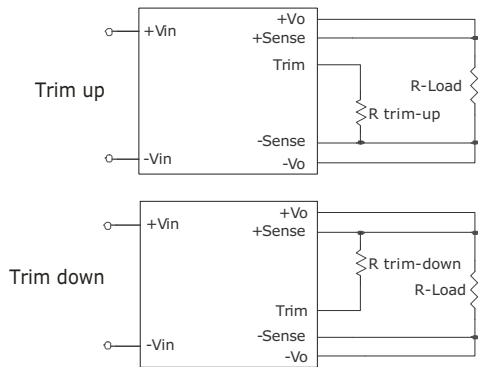 +Vo
+Vin
+Sense
Trim
Trim up
R-Load
R trim-up
-Sense
-Vin
-Vo
+Vo
+Vin
+Sense
R trim-down
Trim down
R-Load
Trim
-Sense
-Vin
-Vo